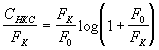 C_HKC / F_K = F_K / F_0 log(1 + F_0 / F_K)